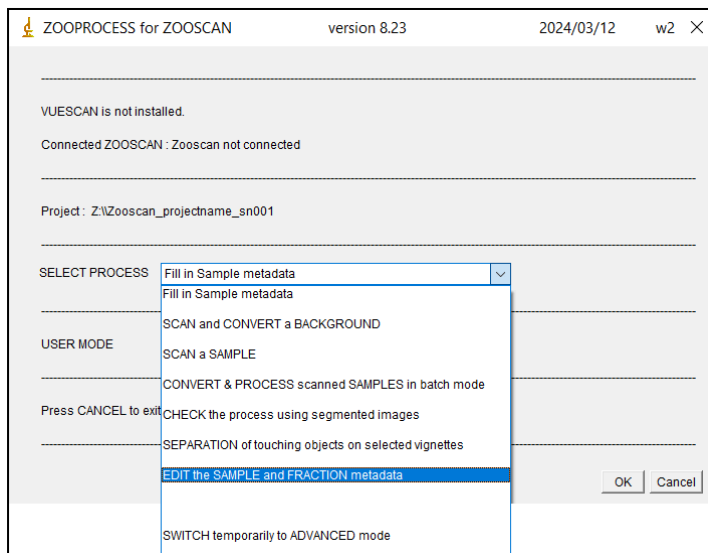 ZOOPROCESS for ZOOSCAN version 8.23 2024/03/12 w2
VUESCAN is not installed.
Connected ZOOSCAN : Zooscan not connected
Project : Z:\\Zooscan_projectname_sn001
SELECT PROCESS Fill in Sample metadata
Fill in Sample metadata
SCAN and CONVERT a BACKGROUND
SCAN a SAMPLE
USER MODE
CONVERT & PROCESS scanned SAMPLES in batch mode
Press CANCEL to exit
CHECK the process using segmented images
SEPARATION of touching objects on selected vignettes
EDIT the SAMPLE and FRACTION metadata
OK Cancel
SWITCH temporarily to ADVANCED mode